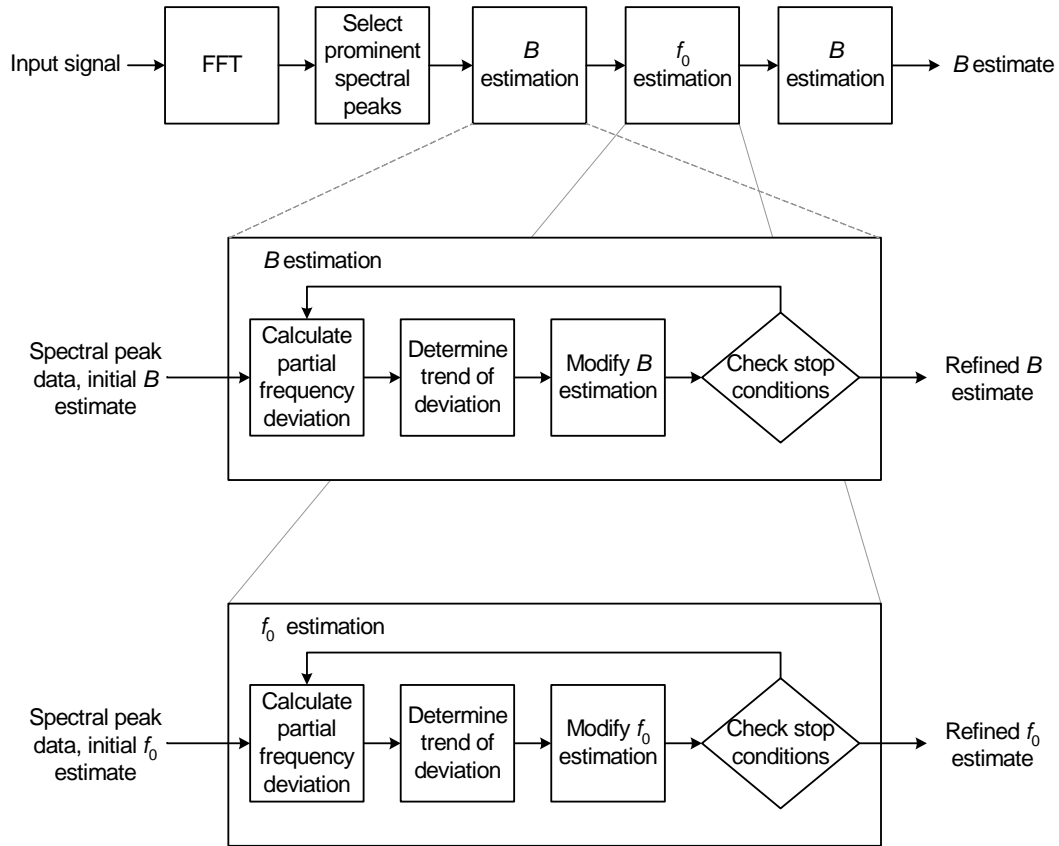 Input signal
FFT
Select
prominent
spectral
peaks
B
estimation
f0
estimation
B
estimation
B estimate
B estimation
Spectral peak
data, initial B
estimate
Calculate
partial
frequency
deviation
Determine
trend of
deviation
Modify B
estimation
Check stop
conditions
Refined B
estimate
f0 estimation
Spectral peak
data, initial f0
estimate
Calculate
partial
frequency
deviation
Determine
trend of
deviation
Modify f0
estimation
Check stop
conditions
Refined f0
estimate